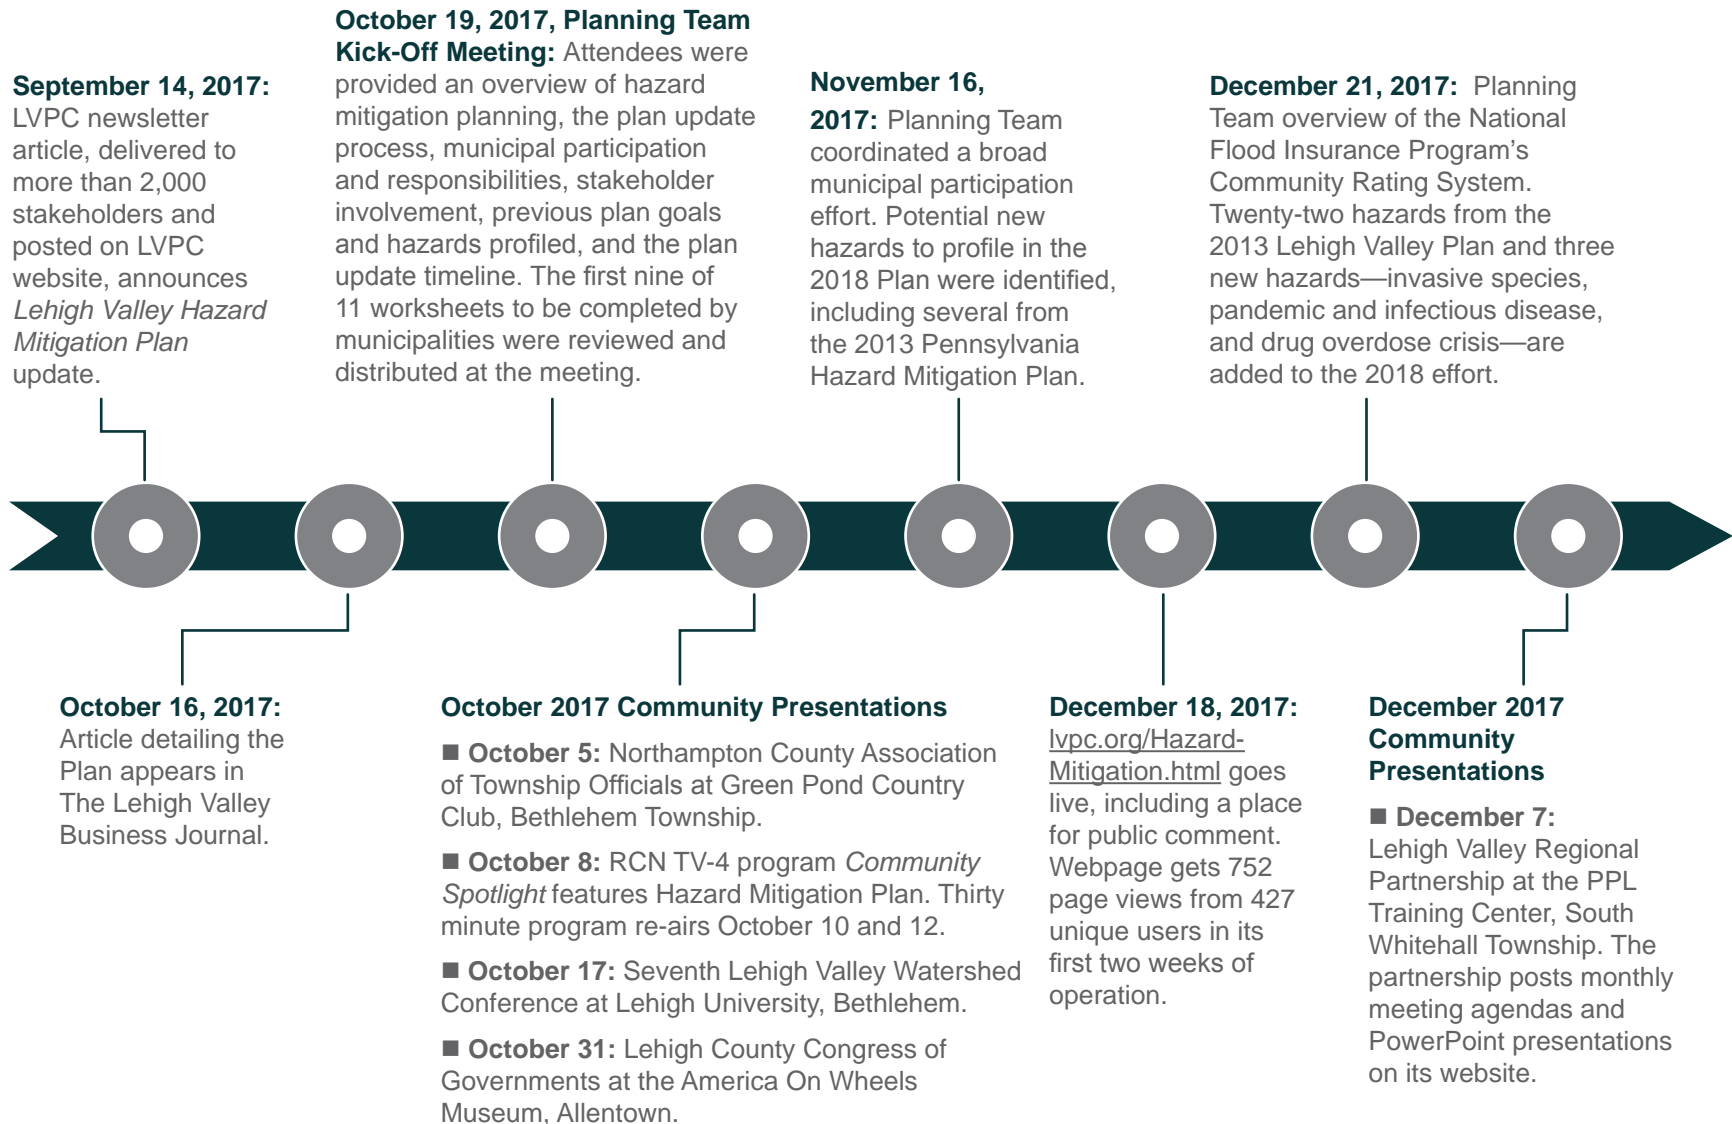 September 14, 2017:
LVPC newsletter
article, delivered to
more than 2,000
stakeholders and
posted on LVPC
website, announces
Lehigh Valley Hazard
Mitigation Plan
update.
October 19, 2017, Planning Team
Kick-Off Meeting: Attendees were
provided an overview of hazard
mitigation planning, the plan update
process, municipal participation
and responsibilities, stakeholder
involvement, previous plan goals
and hazards profiled, and the plan
update timeline. The first nine of
11 worksheets to be completed by
municipalities were reviewed and
distributed at the meeting.
November 16,
2017: Planning Team
coordinated a broad
municipal participation
effort. Potential new
hazards to profile in the
2018 Plan were identified,
including several from
the 2013 Pennsylvania
Hazard Mitigation Plan.
December 21, 2017: Planning
Team overview of the National
Flood Insurance Program's
Community Rating System.
Twenty-two hazards from the
2013 Lehigh Valley Plan and three
new hazards—invasive species,
pandemic and infectious disease,
and drug overdose crisis—are
added to the 2018 effort.
October 16, 2017:
Article detailing the
Plan appears in
The Lehigh Valley
Business Journal.
October 2017 Community Presentations
■ October 5: Northampton County Association
of Township Officials at Green Pond Country
Club, Bethlehem Township.
■ October 8: RCN TV-4 program Community
Spotlight features Hazard Mitigation Plan. Thirty
minute program re-airs October 10 and 12.
■ October 17: Seventh Lehigh Valley Watershed
Conference at Lehigh University, Bethlehem.
■ October 31: Lehigh County Congress of
Governments at the America On Wheels
Museum, Allentown.
December 18, 2017:
lvpc.org/Hazard-
Mitigation.html goes
live, including a place
for public comment.
Webpage gets 752
page views from 427
unique users in its
first two weeks of
operation.
December 2017
Community
Presentations
■ December 7:
Lehigh Valley Regional
Partnership at the PPL
Training Center, South
Whitehall Township. The
partnership posts monthly
meeting agendas and
PowerPoint presentations
on its website.